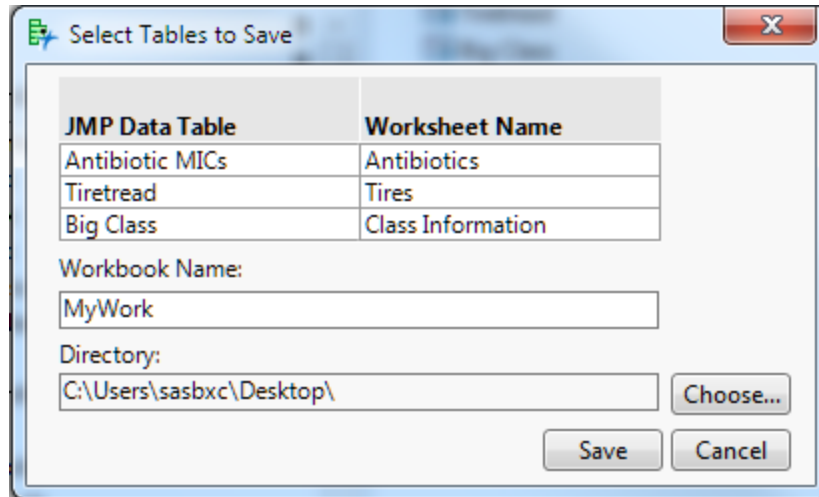 Select Tables to Save
JMP Data Table Worksheet Name
Antibiotic MICs Antibiotics
Tiretread Tires
Big Class Class Information
Workbook Name:
MyWork
Directory:
C:\Users\sasbxc\Desktop\
Choose...
Save Cancel